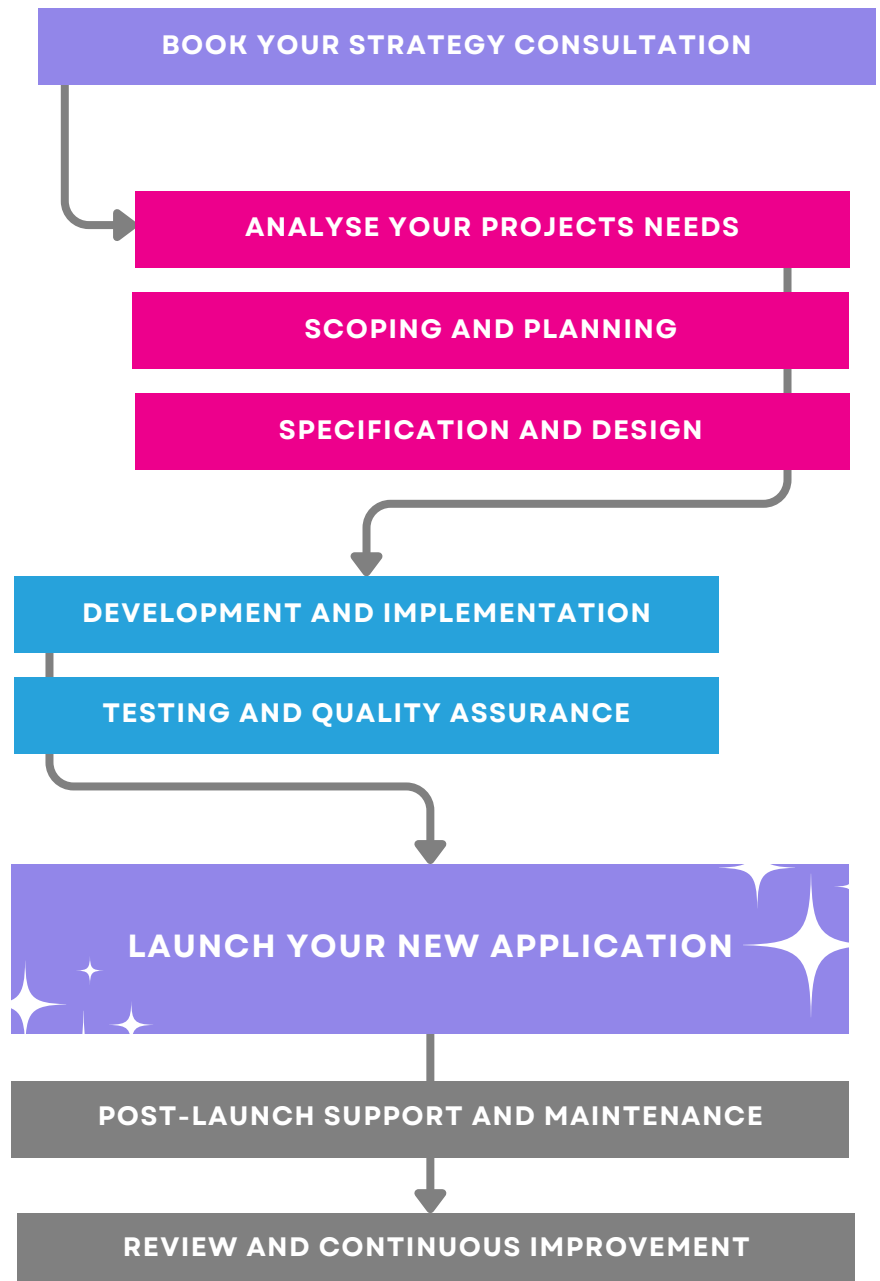 BOOK YOUR STRATEGY CONSULTATION
ANALYSE YOUR PROJECTS NEEDS
SCOPING AND PLANNING
SPECIFICATION AND DESIGN
DEVELOPMENT AND IMPLEMENTATION
TESTING AND QUALITY ASSURANCE
LAUNCH YOUR NEW APPLICATION
POST-LAUNCH SUPPORT AND MAINTENANCE
REVIEW AND CONTINUOUS IMPROVEMENT